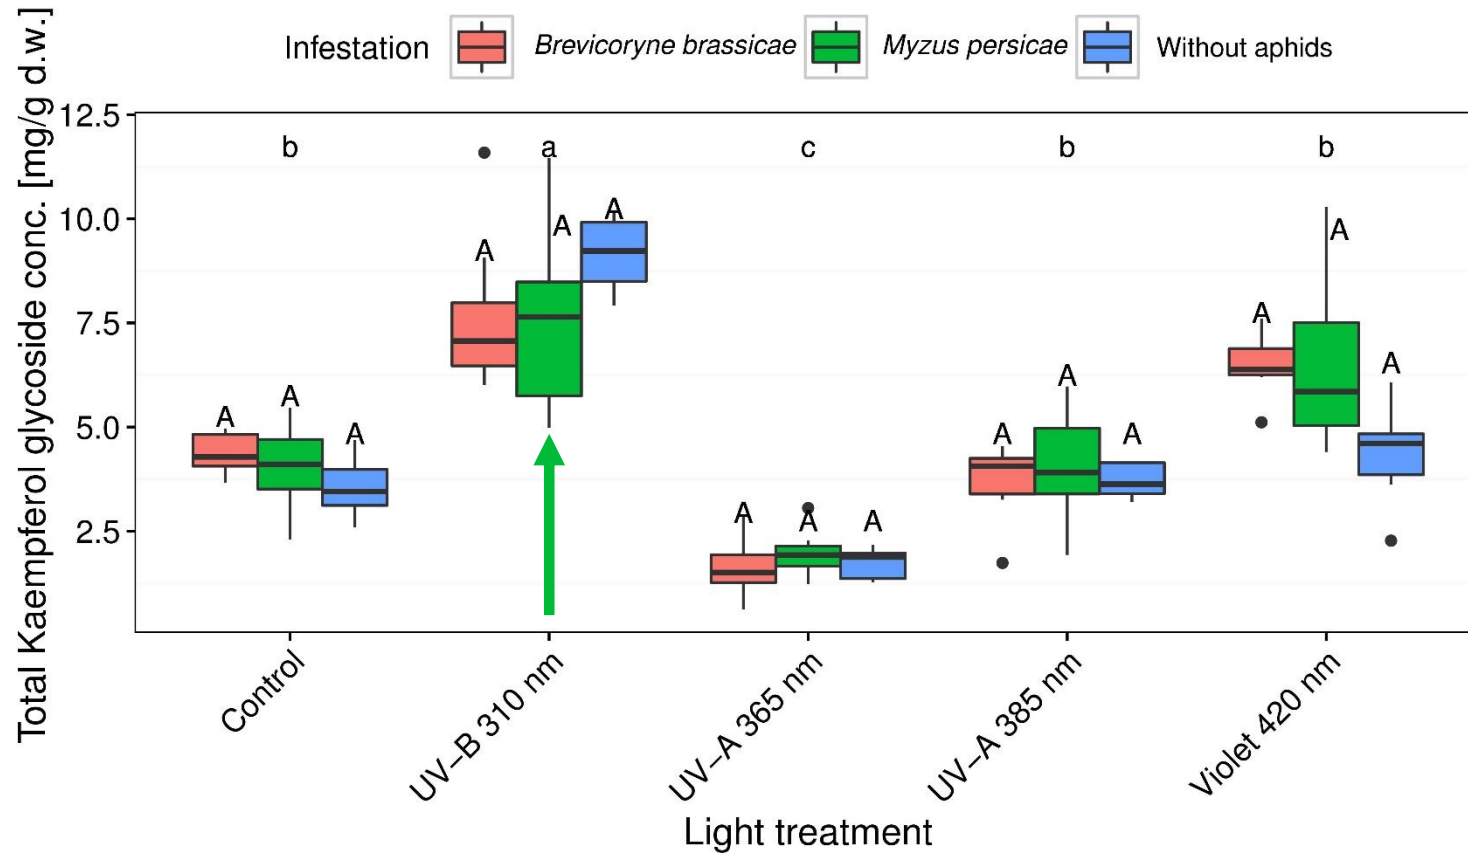 Infestation Brevicoryne brassicae Myzus persicae Without aphids
Total Kaempferol glycoside conc. [mg/g d.w.]
12.5
10.0
7.5
5.0
2.5
b a c b b
A A A
A A A
A A A
A A A
A A A
Control
UV−B 310 nm
UV−A 365 nm
UV−A 385 nm
Violet 420 nm
Light treatment